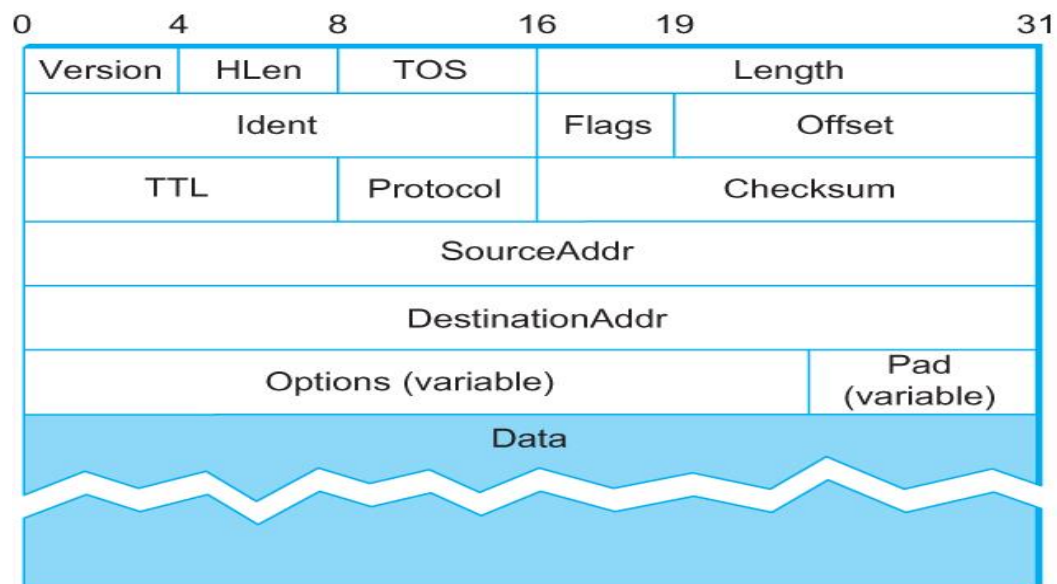 0 4 8 16 19 31
Version HLen TOS Length
Ident Flags Offset
TTL Protocol Checksum
SourceAddr
DestinationAddr
Options (variable) Pad
(variable)
Data